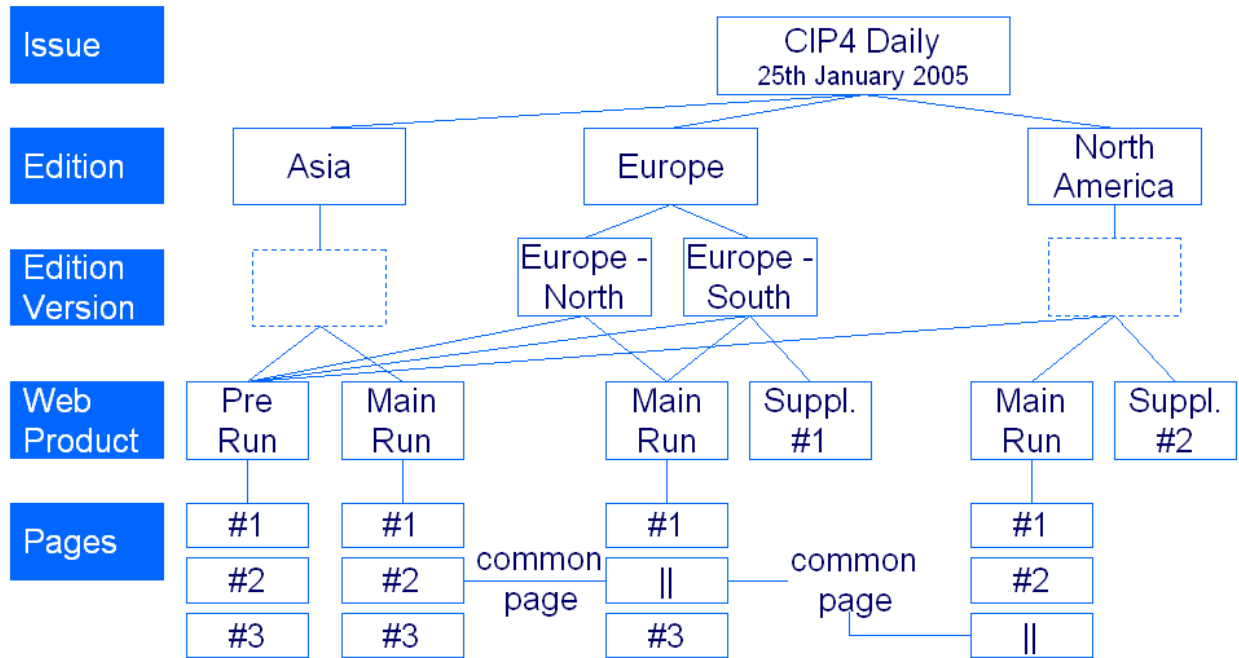 Issue
CIP4 Daily
25th January 2005
Edition
Asia
Europe
North
America
Edition
Version
Europe -
North
Europe -
South
Web
Product
Pre
Run
Main
Run
Main
Run
Suppl.
#1
Main
Run
Suppl.
#2
Pages
#1
#1
#1
#1
#2
#2
common
page
||
common
page
#2
#3
#3
#3
||